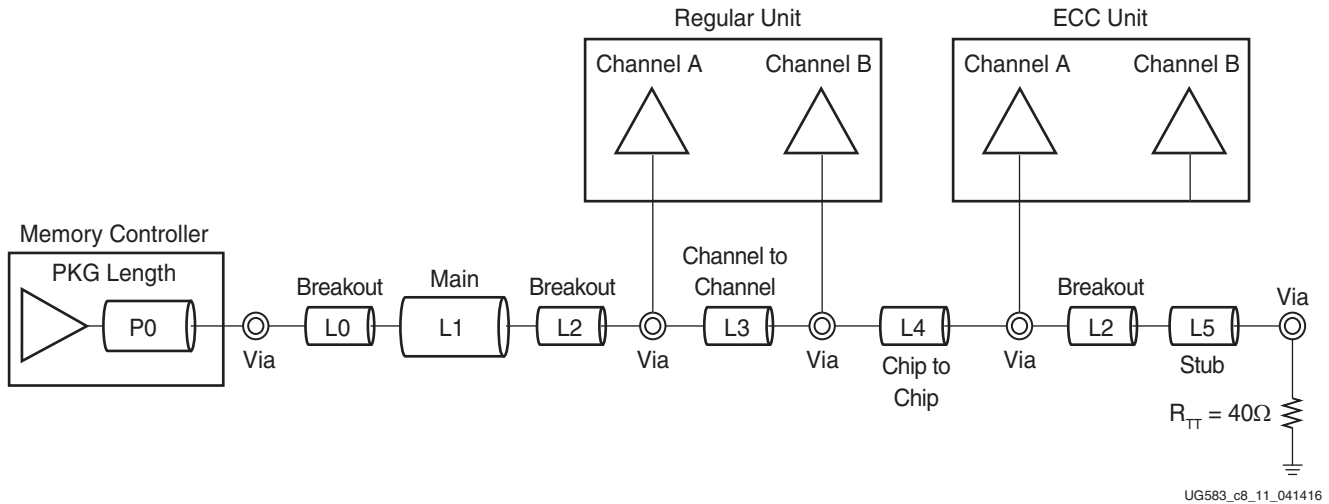 Regular Unit
ECC Unit
Channel A
Channel B
Channel A
Channel B
Memory Controller
PKG Length
P0
Via
Breakout
L0
Main
L1
Breakout
L2
Via
Channel to
Channel
L3
Via
L4
Chip to
Chip
Via
Breakout
L2
L5
Stub
Via
RTT = 40Ω
UG583_c8_11_041416